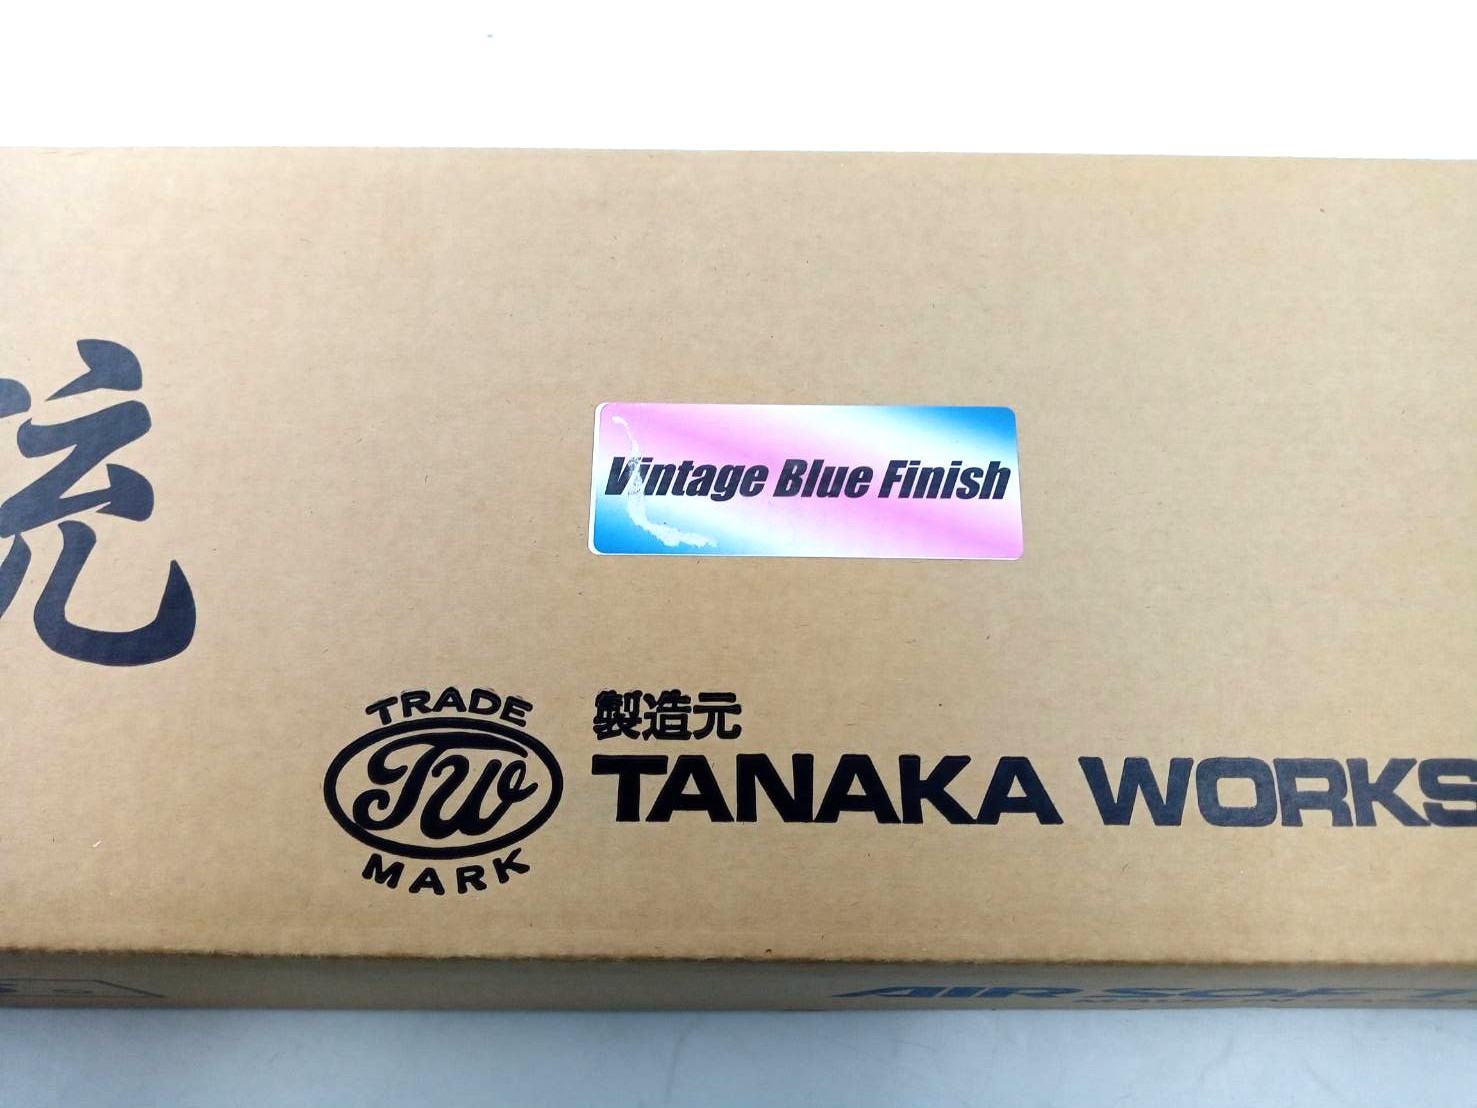 Vintage Blue Finish
TRADE
TW
MARK
製造元
TANAKA WORKS